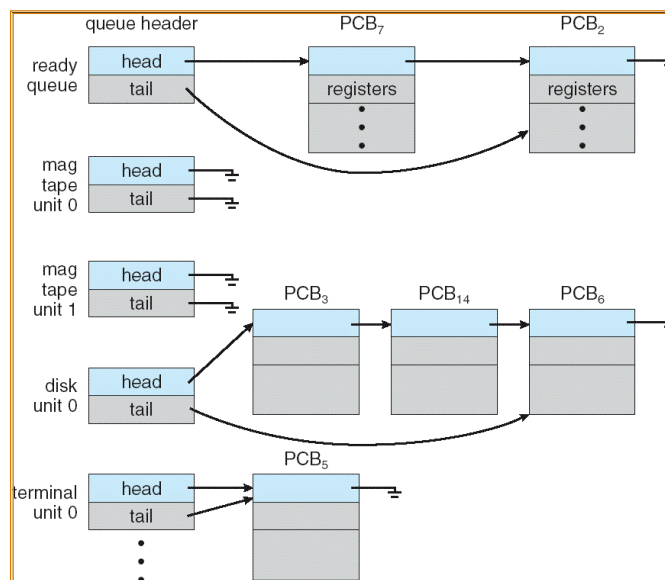 queue header
PCB7
PCB2
ready
queue
head
tail
registers
registers
mag
tape
unit 0
head
tail
mag
tape
unit 1
head
tail
PCB3
PCB14
PCB6
disk
unit 0
head
tail
PCB5
terminal
unit 0
head
tail